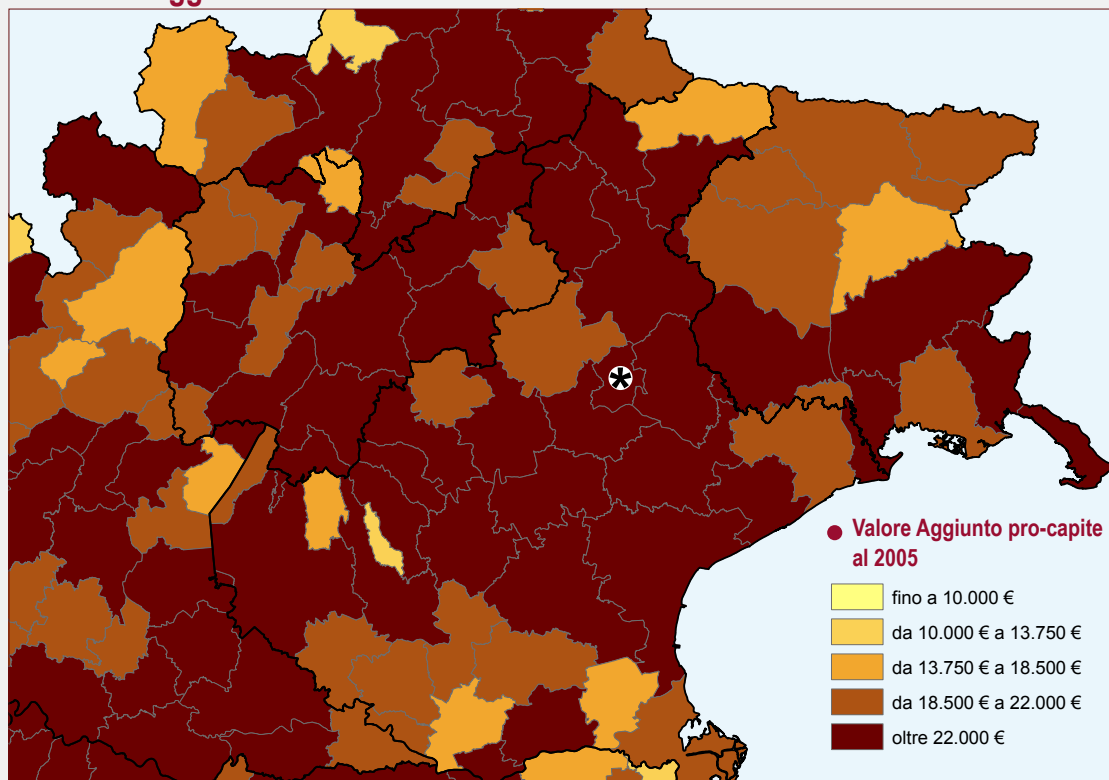 ● Valore Aggiunto pro-capite
al 2005
fino a 10.000 €
da 10.000 € a 13.750 €
da 13.750 € a 18.500 €
da 18.500 € a 22.000 €
oltre 22.000 €